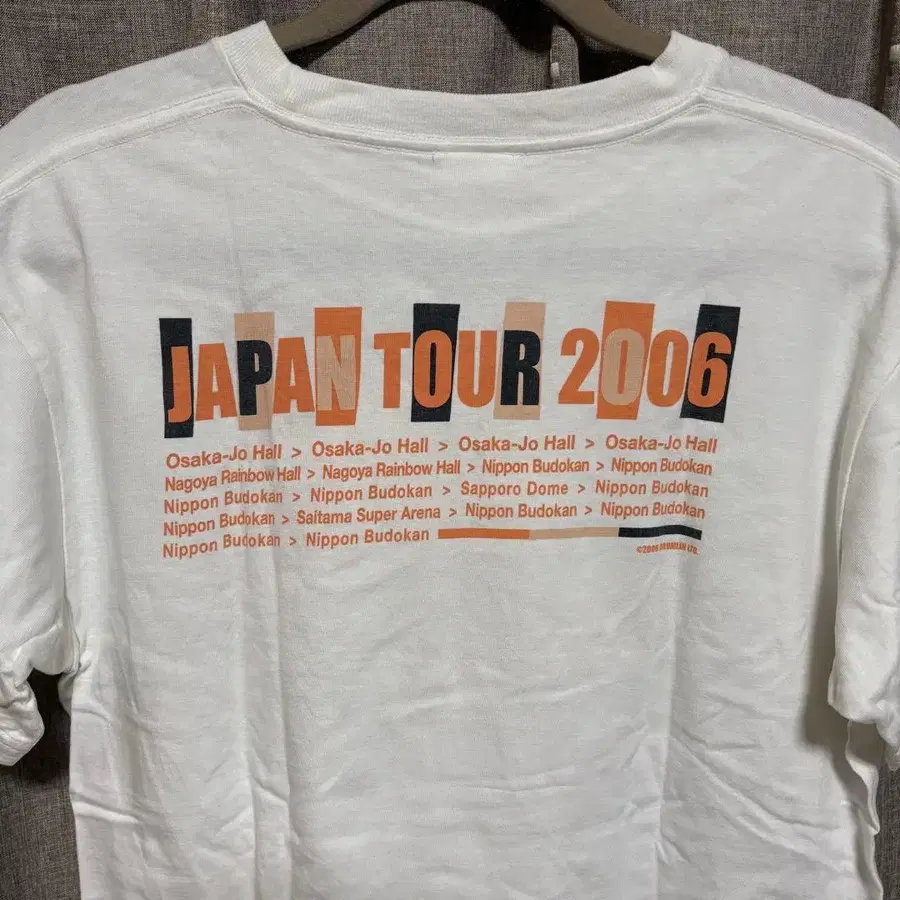 JAPAN TOUR 2006
Osaka-Jo Hall > Osaka-Jo Hall > Osaka-Jo Hall > Osaka-Jo Hall
Nagoya Rainbow Hall > Nagoya Rainbow Hall > Nippon Budokan > Nippon Budokan
Nippon Budokan > Nippon Budokan > Sapporo Dome > Nippon Budokan
Nippon Budokan > Saitama Super Arena > Nippon Budokan > Nippon Budokan
Nippon Budokan > Nippon Budokan
©2006 LTD.